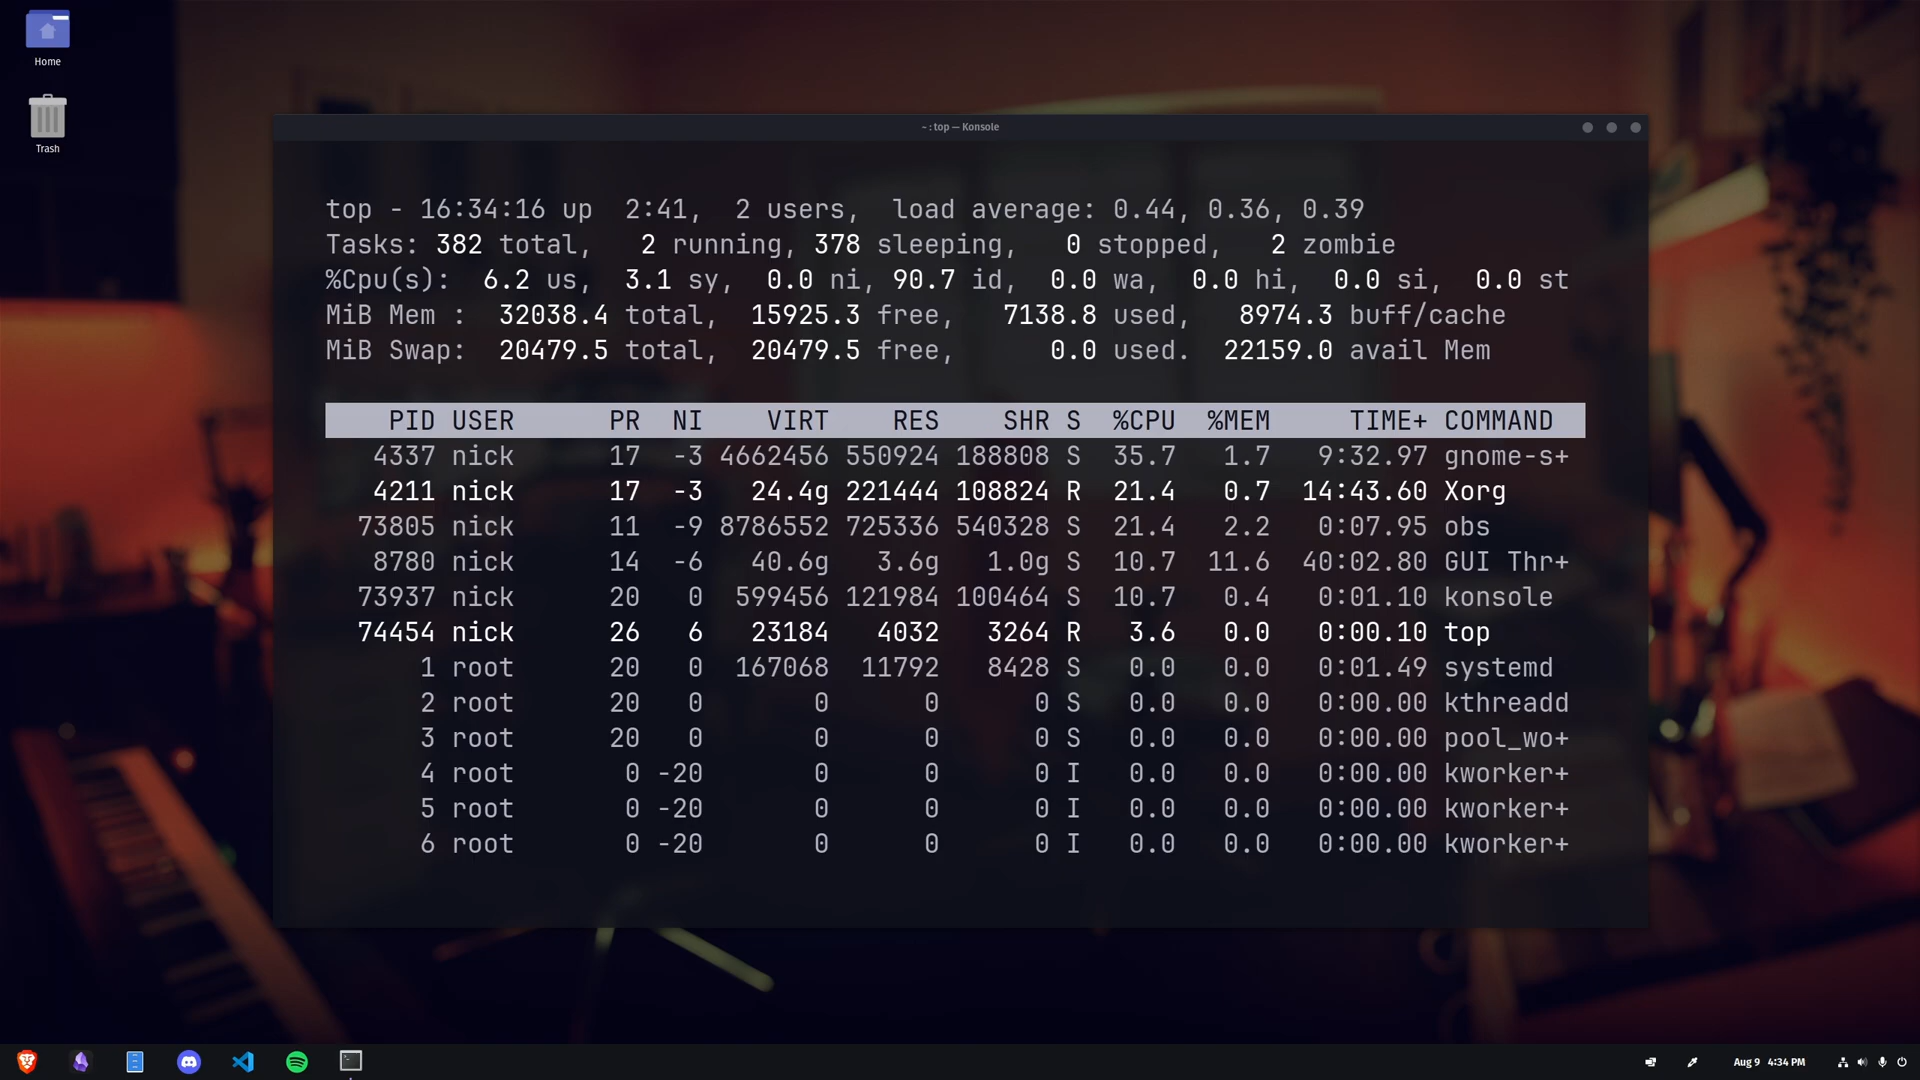 Home
Trash
~ : top — Konsole
top - 16:34:16 up  2:41,  2 users,  load average: 0.44, 0.36, 0.39
Tasks: 382 total,   2 running, 378 sleeping,   0 stopped,   2 zombie
%Cpu(s):  6.2 us,  3.1 sy,  0.0 ni, 90.7 id,  0.0 wa,  0.0 hi,  0.0 si,  0.0 st
MiB Mem :  32038.4 total,  15925.3 free,   7138.8 used,   8974.3 buff/cache
MiB Swap:  20479.5 total,  20479.5 free,      0.0 used.  22159.0 avail Mem
PID USER      PR  NI    VIRT    RES    SHR S  %CPU  %MEM     TIME+ COMMAND
4337 nick      17  -3 4662456 550924 188808 S  35.7   1.7   9:32.97 gnome-s+
4211 nick      17  -3   24.4g 221444 108824 R  21.4   0.7  14:43.60 Xorg
73805 nick      11  -9 8786552 725336 540328 S  21.4   2.2   0:07.95 obs
8780 nick      14  -6   40.6g   3.6g   1.0g S  10.7  11.6  40:02.80 GUI Thr+
73937 nick      20   0  599456 121984 100464 S  10.7   0.4   0:01.10 konsole
74454 nick      26   6   23184   4032   3264 R   3.6   0.0   0:00.10 top
1 root      20   0  167068  11792   8428 S   0.0   0.0   0:01.49 systemd
2 root      20   0       0      0      0 S   0.0   0.0   0:00.00 kthreadd
3 root      20   0       0      0      0 S   0.0   0.0   0:00.00 pool_wo+
4 root       0 -20       0      0      0 I   0.0   0.0   0:00.00 kworker+
5 root       0 -20       0      0      0 I   0.0   0.0   0:00.00 kworker+
6 root       0 -20       0      0      0 I   0.0   0.0   0:00.00 kworker+
Aug 9  4:34 PM